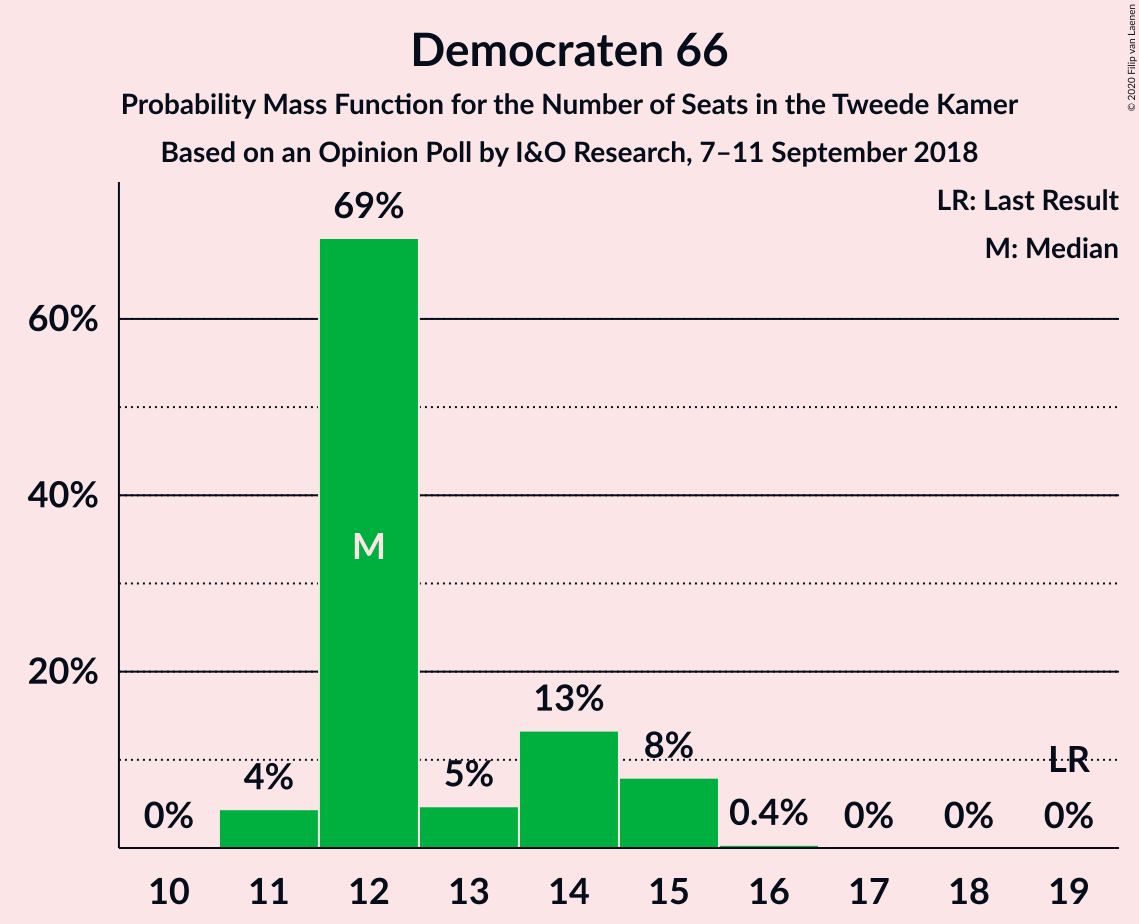 Democraten 66
Probability Mass Function for the Number of Seats in the Tweede Kamer
Based on an Opinion Poll by I&O Research, 7–11 September 2018
© 2020 Filip van Laenen
LR: Last Result
M: Median
69%
60%
40%
M
20%
13%
8%
5%
4%
LR
0%
0.4%
0%
0%
0%
10 11 12 13 14 15 16 17 18 19